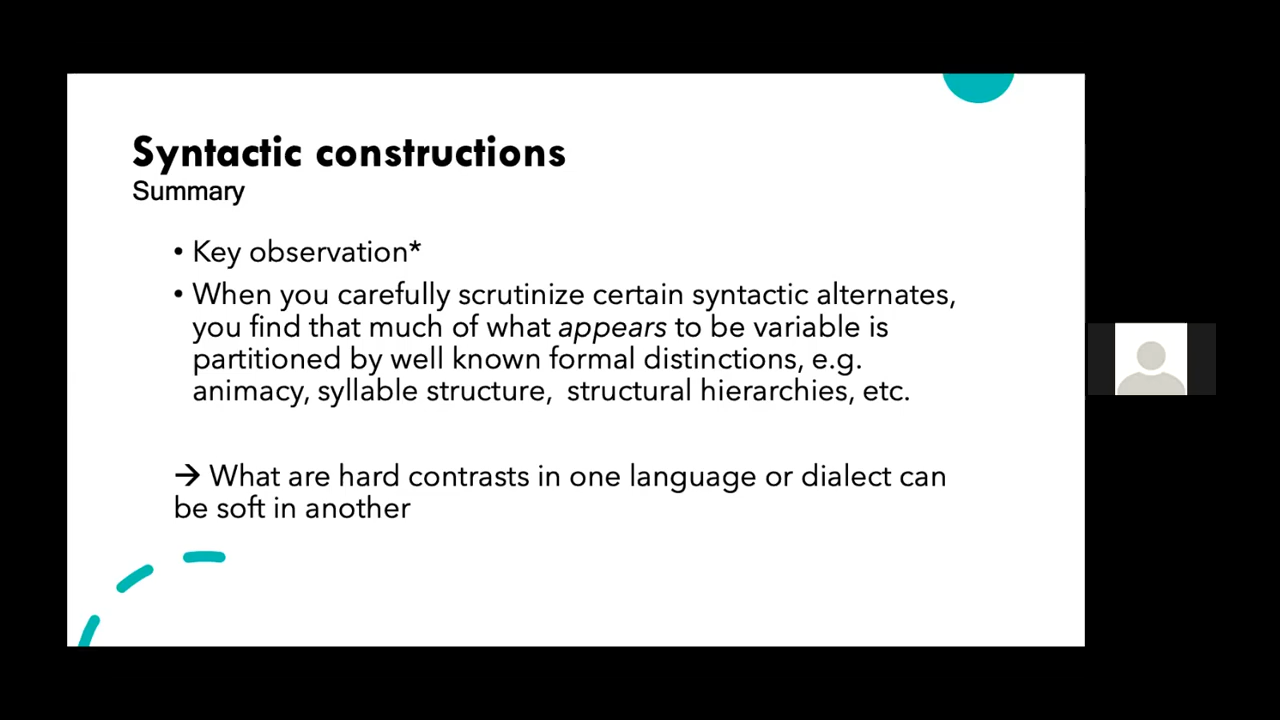 Syntactic constructions
Summary
• Key observation*
• When you carefully scrutinize certain syntactic alternates,
you find that much of what appears to be variable is
partitioned by well known formal distinctions, e.g.
animacy, syllable structure,  structural hierarchies, etc.
→ What are hard contrasts in one language or dialect can
be soft in another